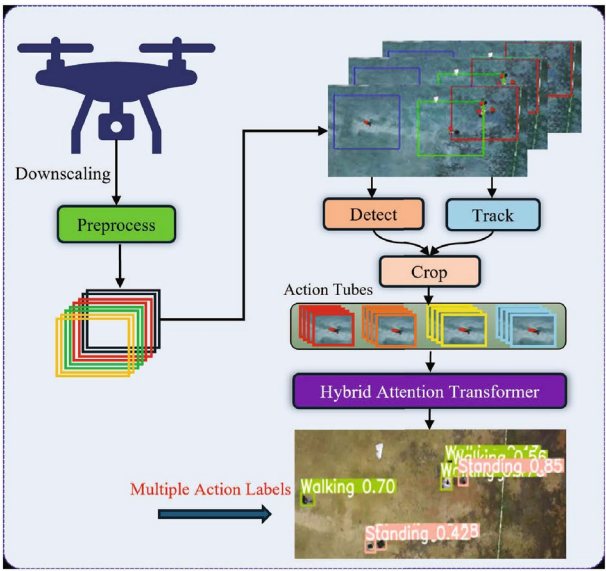 Downscaling
Preprocess
Detect
Track
Crop
Action Tubes
Hybrid Attention Transformer
Multiple Action Labels
Walking 0.70
Walking 0.56
Standing 0.85
Standing 0.42